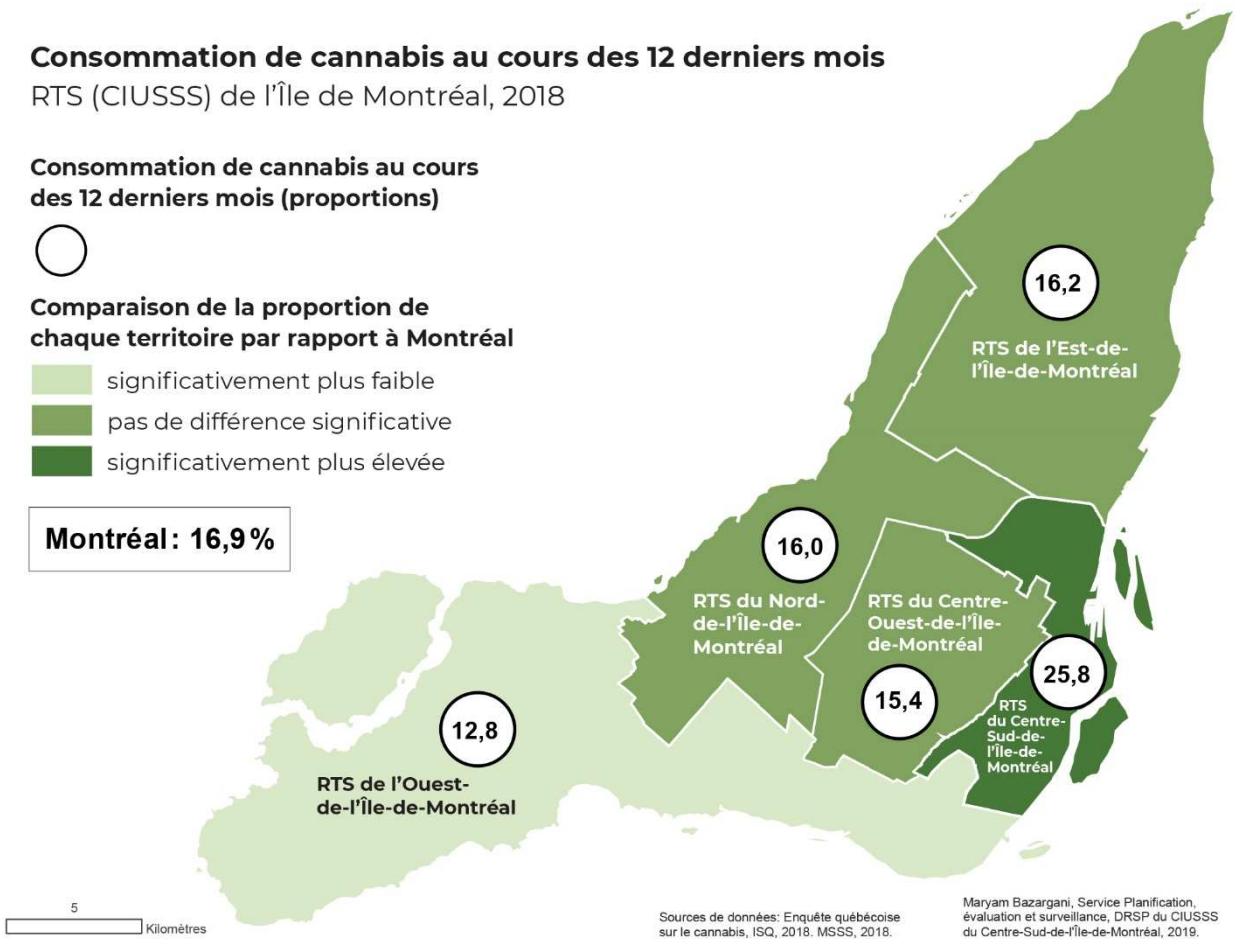 Consommation de cannabis au cours des 12 derniers mois
RTS (CIUSSS) de l'Île de Montréal, 2018
Consommation de cannabis au cours
des 12 derniers mois (proportions)
Comparaison de la proportion de
chaque territoire par rapport à Montréal
significativement plus faible
pas de différence significative
significativement plus élevée
Montréal : 16,9 %
16,2
RTS de l'Est-de-
l'Île-de-Montréal
16,0
RTS du Nord-
de-l'Île-de-
Montréal
RTS du Centre-
Ouest-de-l'Île-
de-Montréal
15,4
25,8
RTS
du Centre-
Sud-de-
l'Île-de-
Montréal
12,8
RTS de l'Ouest-
de-l'Île-de-Montréal
5
Kilomètres
Sources de données: Enquête québécoise
sur le cannabis, ISQ, 2018. MSSS, 2018.
Maryam Bazargani, Service Planification,
évaluation et surveillance, DRSP du CIUSSS
du Centre-Sud-de-l'Île-de-Montréal, 2019.